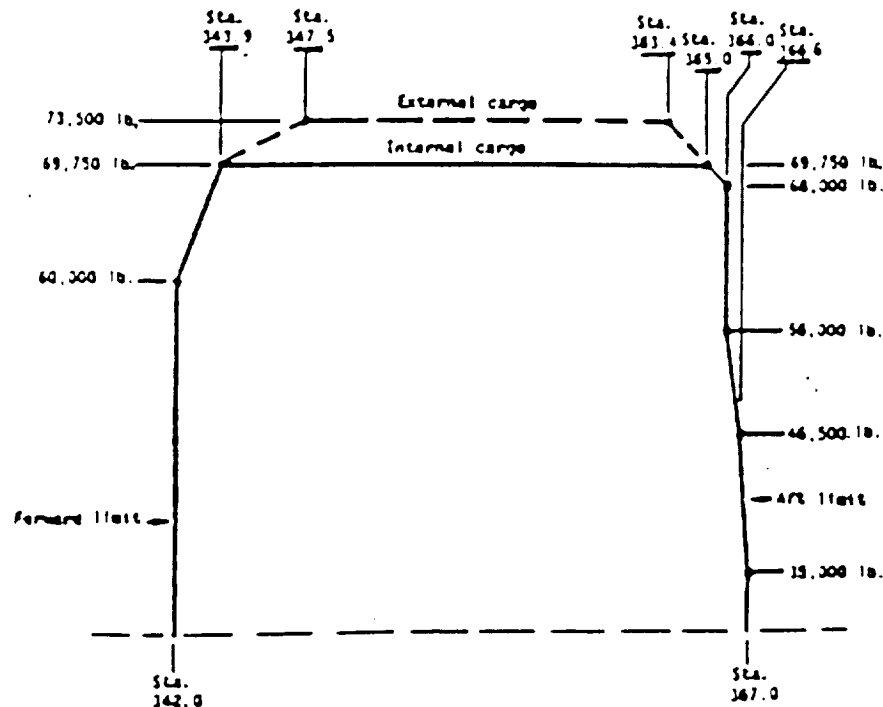 Sta.
343.9
Sta.
347.5
Sta.
363.4
Sta.
365.0
Sta.
366.0
Sta.
366.6
External cargo
73,500 lb.
Internal cargo
69,750 lb.
69,750 lb.
68,000 lb.
60,000 lb.
56,000 lb.
46,500 lb.
Aft limit
Forward limit
lb.
Sta.
342.0
Sta.
367.0